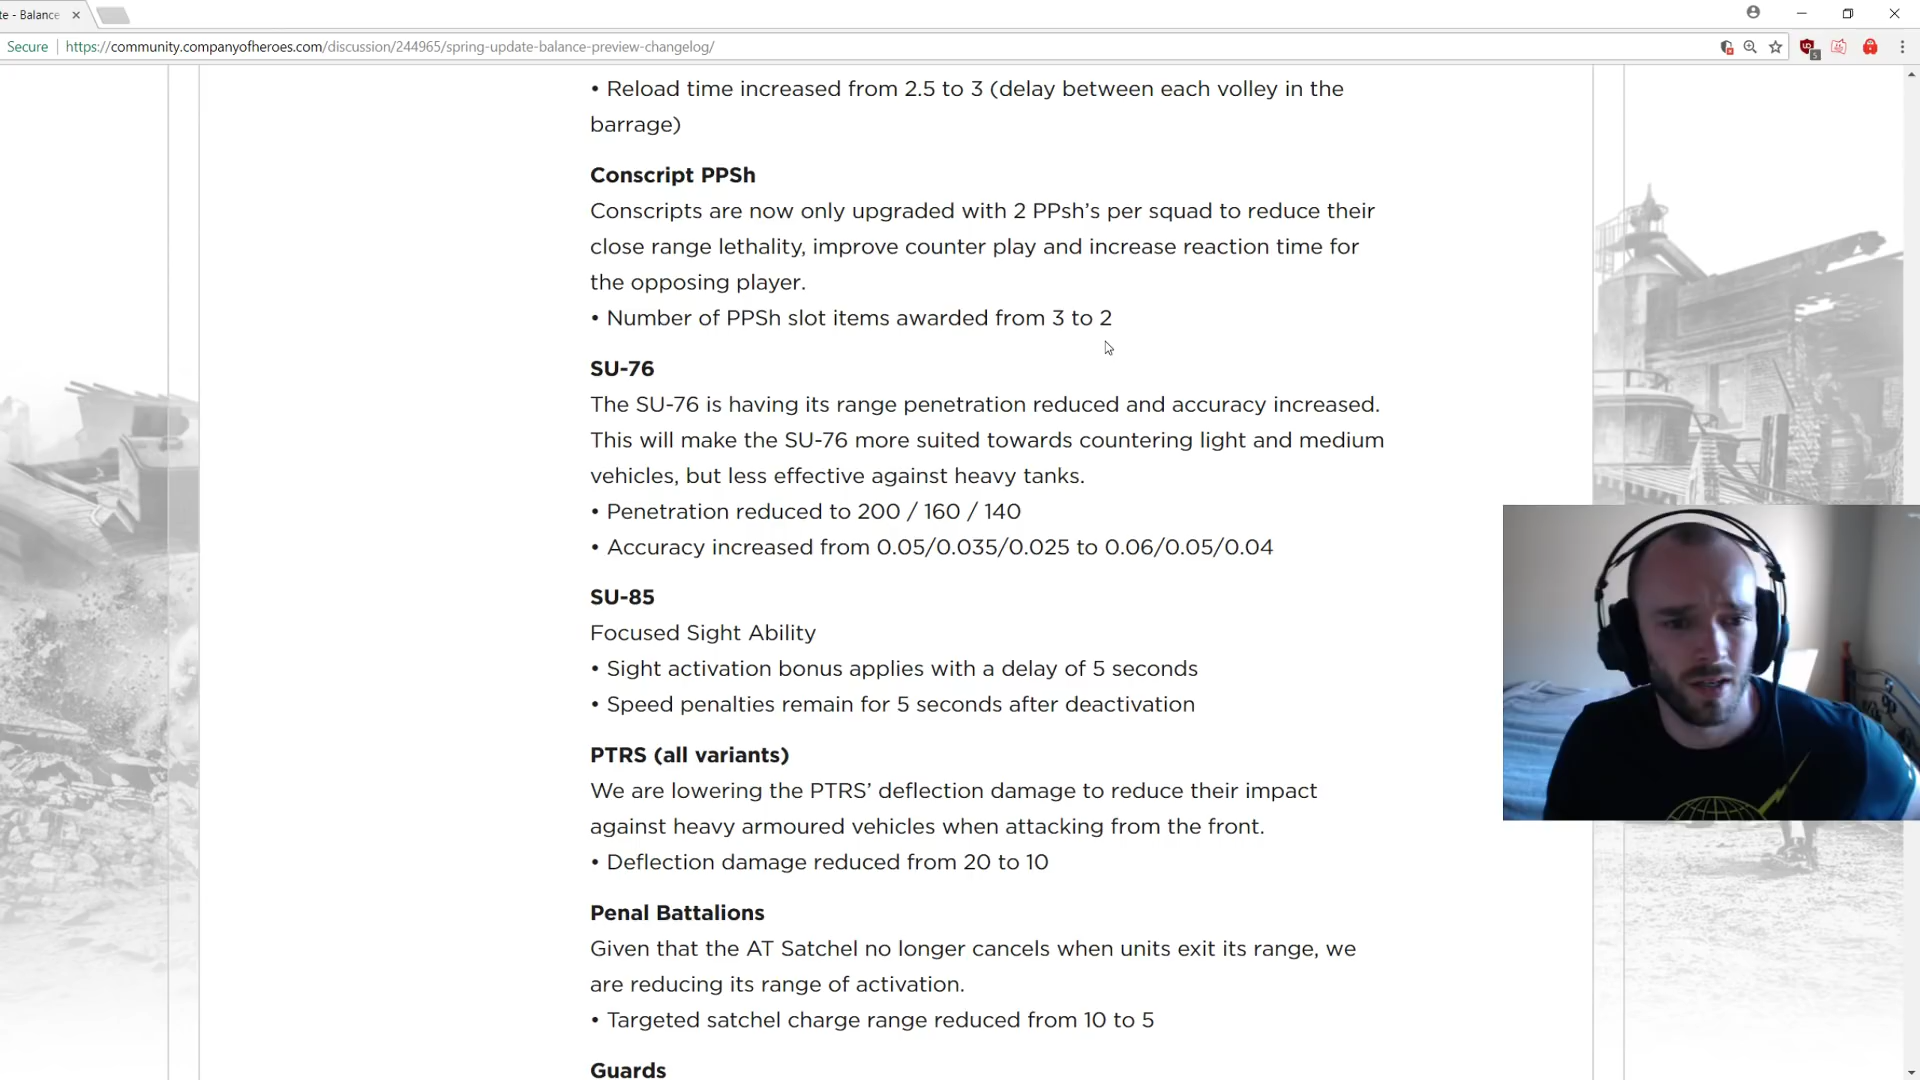 te - Balance
Secure
https://community.companyofheroes.com/discussion/244965/spring-update-balance-preview-changelog/
• Reload time increased from 2.5 to 3 (delay between each volley in the
barrage)
Conscript PPSh
Conscripts are now only upgraded with 2 PPsh’s per squad to reduce their
close range lethality, improve counter play and increase reaction time for
the opposing player.
• Number of PPSh slot items awarded from 3 to 2
SU-76
The SU-76 is having its range penetration reduced and accuracy increased.
This will make the SU-76 more suited towards countering light and medium
vehicles, but less effective against heavy tanks.
• Penetration reduced to 200 / 160 / 140
• Accuracy increased from 0.05/0.035/0.025 to 0.06/0.05/0.04
SU-85
Focused Sight Ability
• Sight activation bonus applies with a delay of 5 seconds
• Speed penalties remain for 5 seconds after deactivation
PTRS (all variants)
We are lowering the PTRS’ deflection damage to reduce their impact
against heavy armoured vehicles when attacking from the front.
• Deflection damage reduced from 20 to 10
Penal Battalions
Given that the AT Satchel no longer cancels when units exit its range, we
are reducing its range of activation.
• Targeted satchel charge range reduced from 10 to 5
Guards